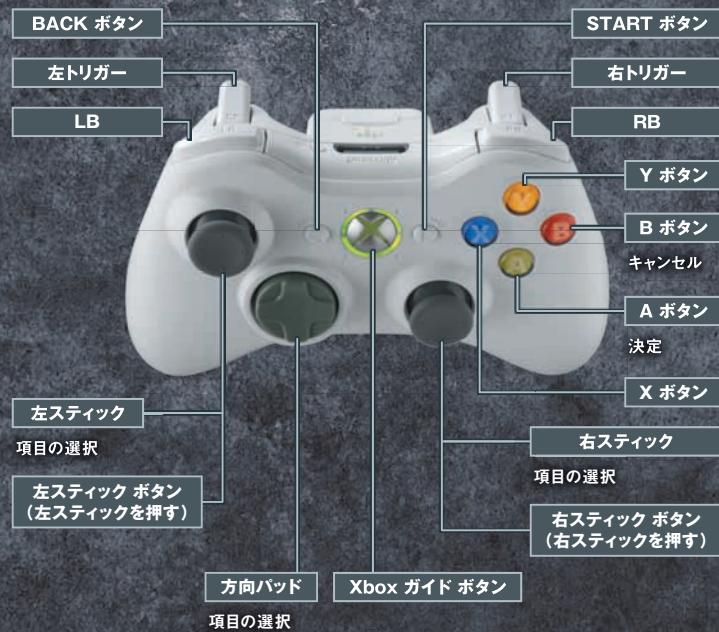 BACK ボタン
START ボタン
左トリガー
右トリガー
LB
RB
Y ボタン
B ボタン
キャンセル
A ボタン
決定
X ボタン
左スティック
項目の選択
右スティック
項目の選択
左スティック ボタン
（左スティックを押す）
右スティック ボタン
（右スティックを押す）
方向パッド
項目の選択
Xbox ガイド ボタン
Y
X
B
A